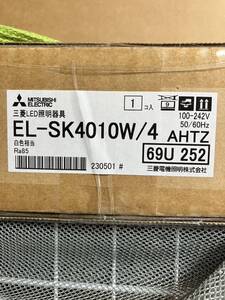 MITSUBISHI
ELECTRIC
1 コ入
三菱LED照明器具
100-242V
50/60Hz
EL-SK4010W/4 AHTZ
白色相当
Ra85
69U 252
230501 #
三菱電機照明株式会社